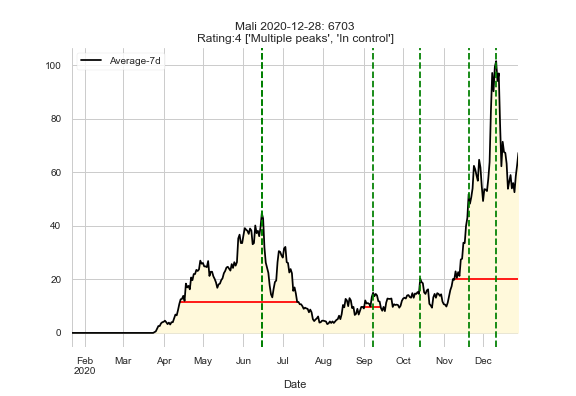 Mali 2020-12-28: 6703
Rating:4 ['Multiple peaks', 'In control']
Average-7d
100
80
60
40
20
0
Feb Mar Apr May Jun Jul Aug Sep Oct Nov Dec
2020
Date